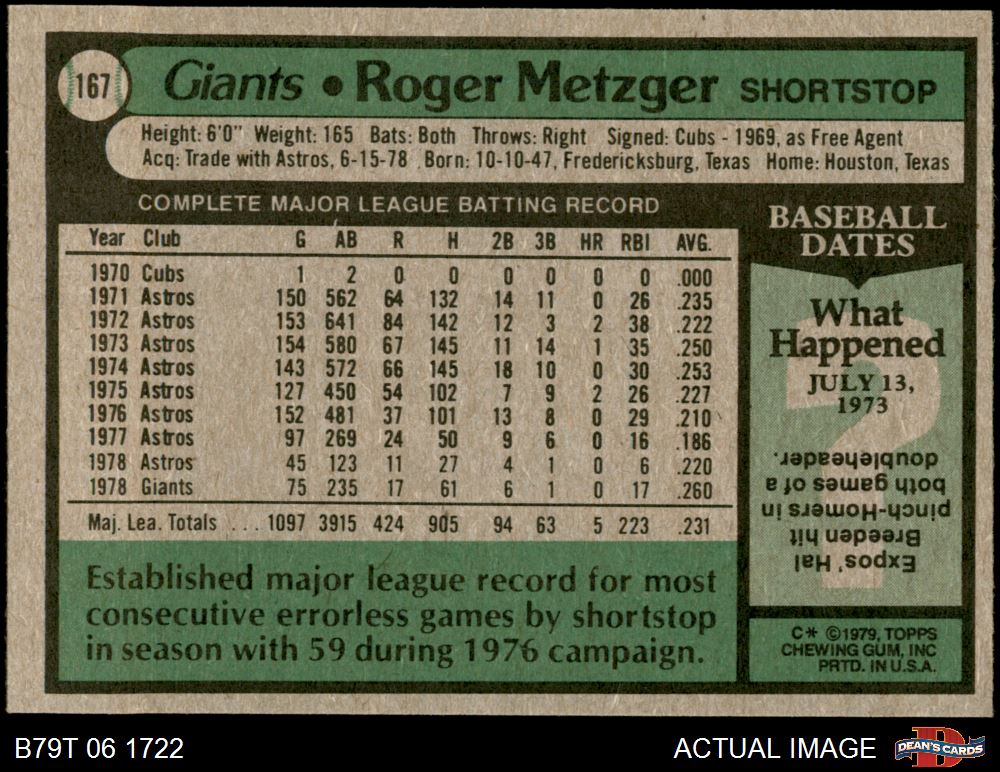 167
Giants • Roger Metzger SHORTSTOP
Height: 6'0" Weight: 165 Bats: Both Throws: Right Signed: Cubs - 1969, as Free Agent
Acq: Trade with Astros, 6-15-78 Born: 10-10-47, Fredericksburg, Texas Home: Houston, Texas
COMPLETE MAJOR LEAGUE BATTING RECORD
Year Club G AB R H 2B 3B HR RBI AVG.
1970 Cubs 1 2 0 0 0 0 0 0 .000
1971 Astros 150 562 64 132 14 11 0 26 .235
1972 Astros 153 641 84 142 12 3 2 38 .222
1973 Astros 154 580 67 145 11 14 1 35 .250
1974 Astros 143 572 66 145 18 10 0 30 .253
1975 Astros 127 450 54 102 7 9 2 26 .227
1976 Astros 152 481 37 101 13 8 0 29 .210
1977 Astros 97 269 24 50 9 6 0 16 .186
1978 Astros 45 123 11 27 4 1 0 6 .220
1978 Giants 75 235 17 61 6 1 0 17 .260
Maj. Lea. Totals ... 1097 3915 424 905 94 63 5 223 .231
Established major league record for most
consecutive errorless games by shortstop
in season with 59 during 1976 campaign.
BASEBALL
DATES
What
Happened
JULY 13,
1973
?
Expos' Hal
Breeden hit
pinch-Homers in
both games of a
doubleheader.
C* ©1979, TOPPS
CHEWING GUM, INC
PRTD. IN U.S.A.
B79T 06 1722
ACTUAL IMAGE
DEAN'S CARDS